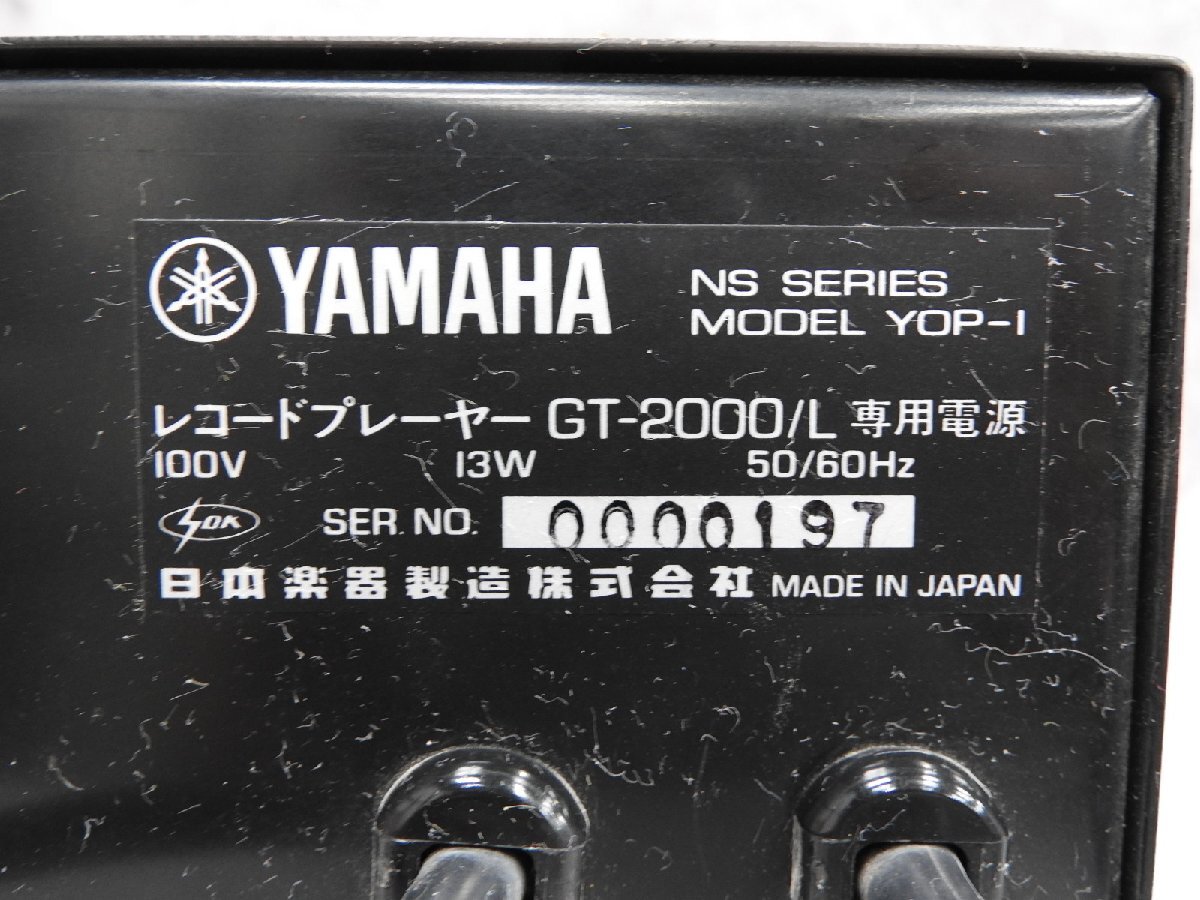 YAMAHA
NS SERIES
MODEL YOP-1
レコードプレーヤー GT-2000/L 専用電源
100V 13W 50/60Hz
SOK SER. NO. 0000197
日本楽器製造株式会社 MADE IN JAPAN